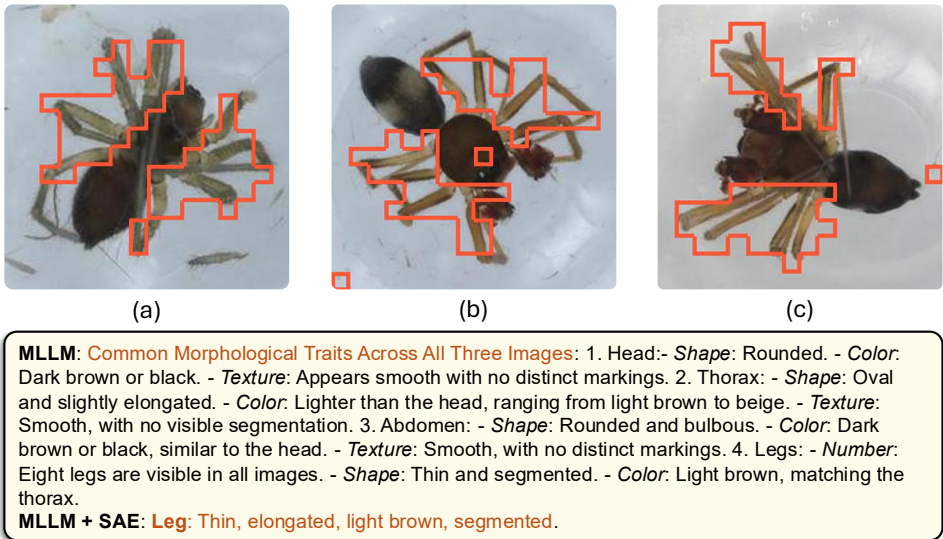 (a) (b) (c)
MLLM: Common Morphological Traits Across All Three Images: 1. Head:- Shape: Rounded. - Color:
Dark brown or black. - Texture: Appears smooth with no distinct markings. 2. Thorax: - Shape: Oval
and slightly elongated. - Color: Lighter than the head, ranging from light brown to beige. - Texture:
Smooth, with no visible segmentation. 3. Abdomen: - Shape: Rounded and bulbous. - Color: Dark
brown or black, similar to the head. - Texture: Smooth, with no distinct markings. 4. Legs: - Number:
Eight legs are visible in all images. - Shape: Thin and segmented. - Color: Light brown, matching the
thorax.
MLLM + SAE: Leg: Thin, elongated, light brown, segmented.